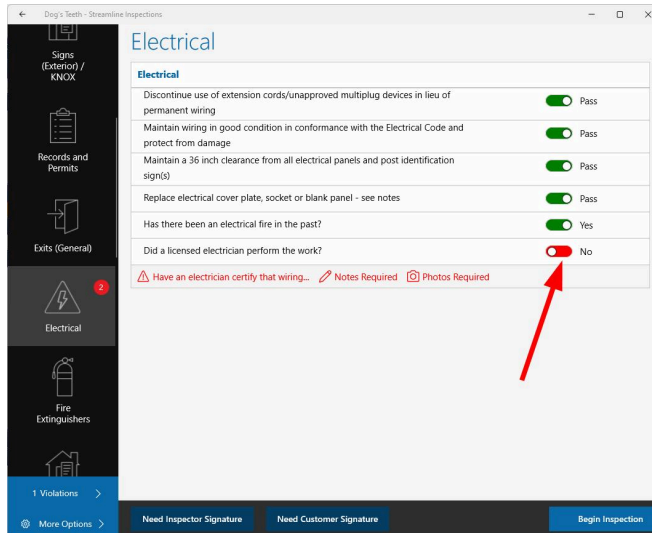 Dog's Teeth - Streamline Inspections
Signs
(Exterior) /
KNOX
Records and
Permits
Exits (General)
2
Electrical
Fire
Extinguishers
1 Violations
More Options
Electrical
Electrical
Discontinue use of extension cords/unapproved multiplug devices in lieu of
permanent wiring
Pass
Maintain wiring in good condition in conformance with the Electrical Code and
protect from damage
Pass
Maintain a 36 inch clearance from all electrical panels and post identification
sign(s)
Pass
Replace electrical cover plate, socket or blank panel - see notes
Pass
Has there been an electrical fire in the past?
Yes
Did a licensed electrician perform the work?
No
Have an electrician certify that wiring... Notes Required Photos Required
Need Inspector Signature
Need Customer Signature
Begin Inspection